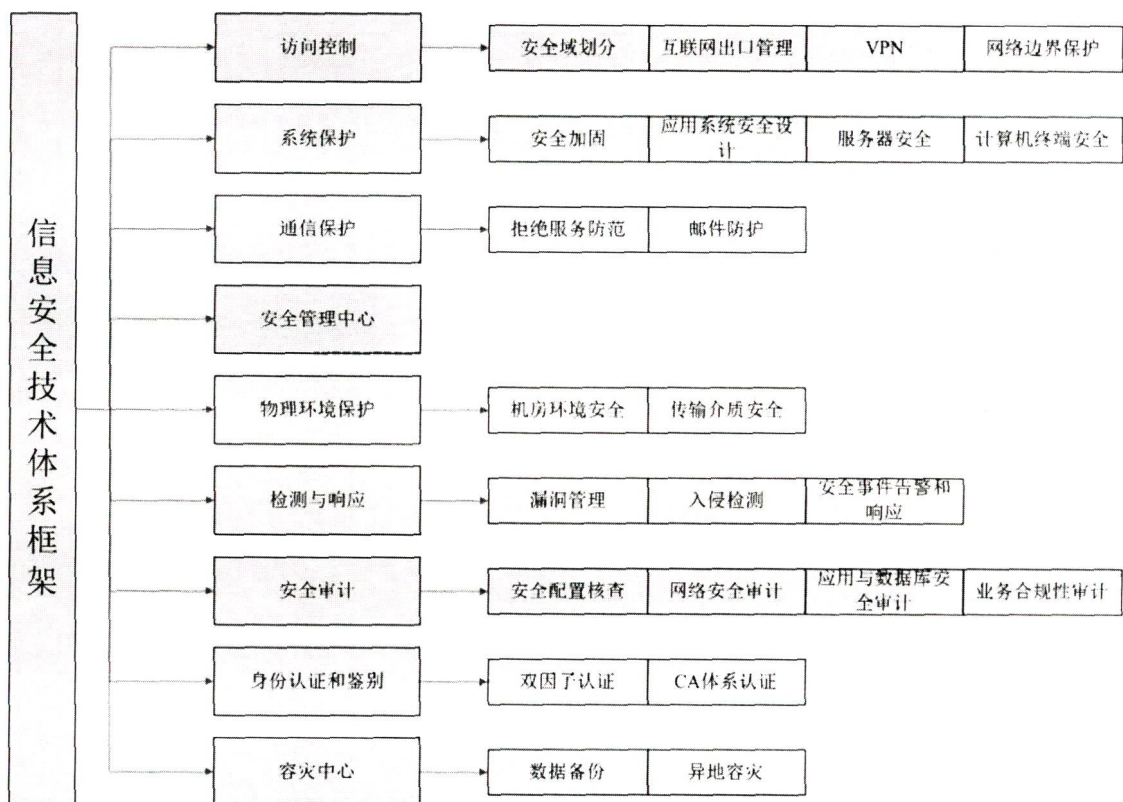 信息安全技术体系框架
访问控制
安全域划分
互联网出口管理
VPN
网络边界保护
系统保护
安全加固
应用系统安全设
计
服务器安全
计算机终端安全
通信保护
拒绝服务防范
邮件防护
安全管理中心
物理环境保护
机房环境安全
传输介质安全
检测与响应
漏洞管理
入侵检测
安全事件告警和
响应
安全审计
安全配置核查
网络安全审计
应用与数据库安
全审计
业务合规性审计
身份认证和鉴别
双因子认证
CA体系认证
容灾中心
数据备份
异地容灾